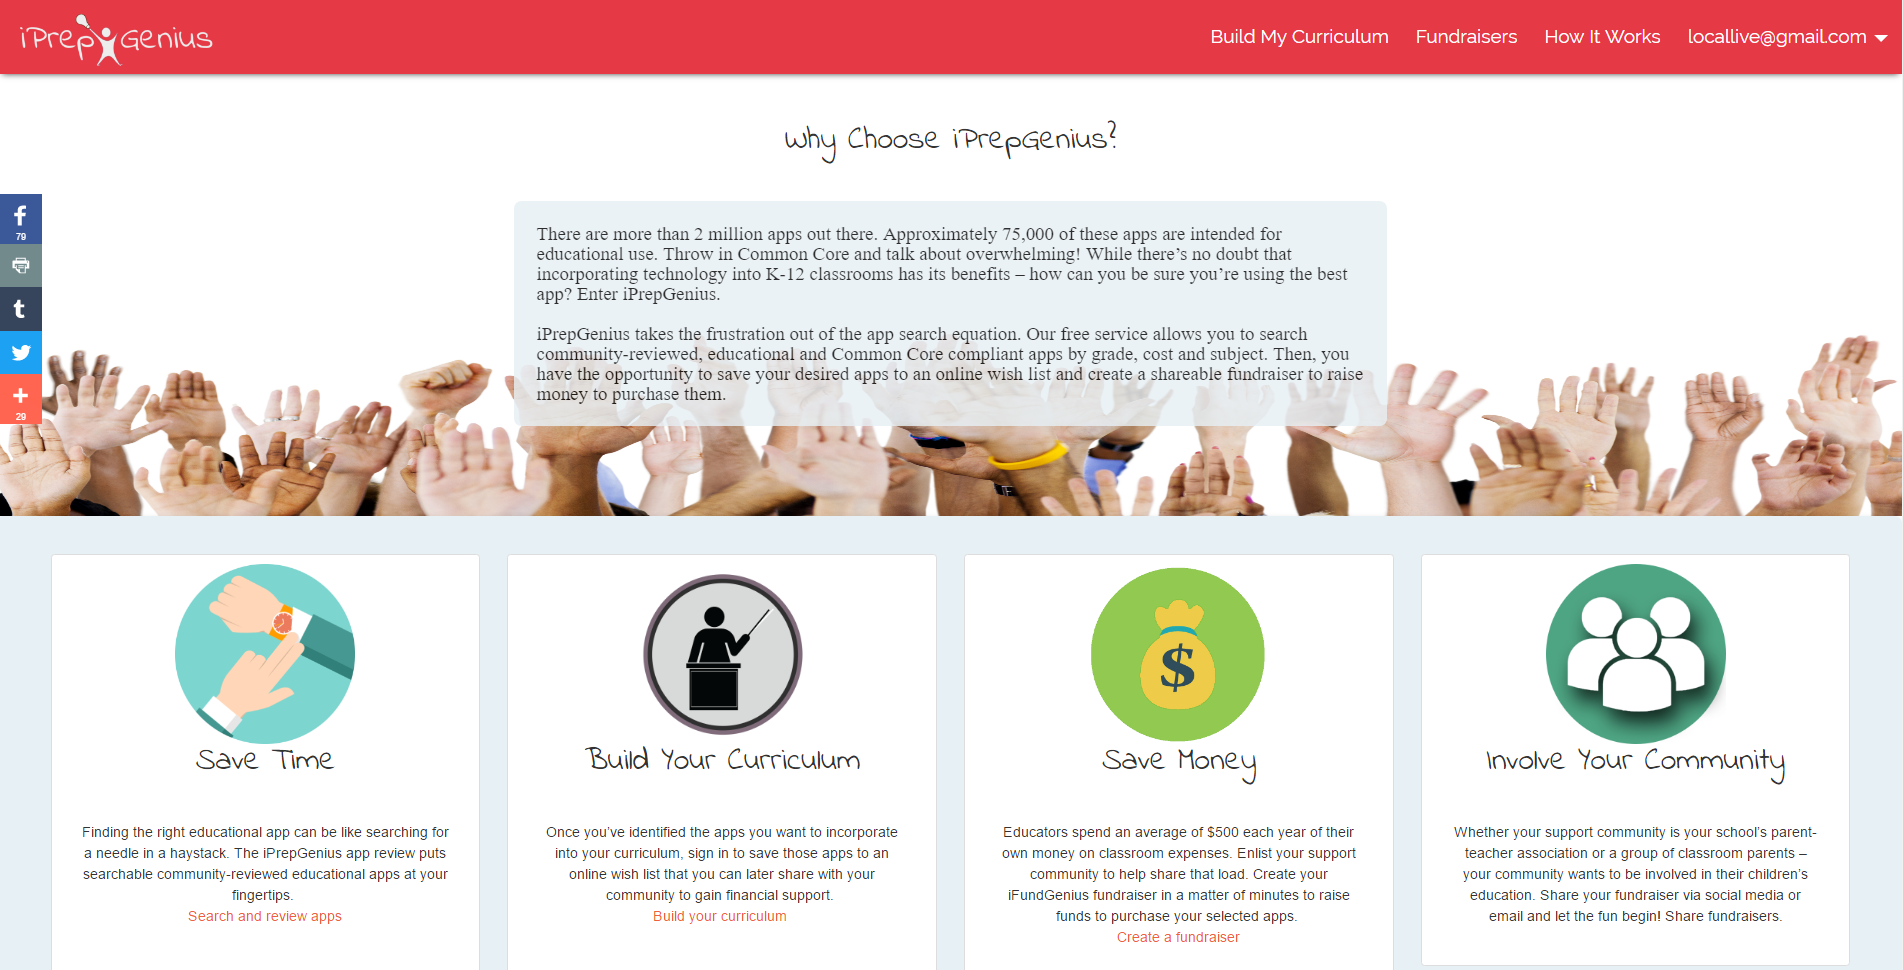 iPrepGenius
Build My Curriculum
Fundraisers
How It Works
locallive@gmail.com
Why Choose iPrepGenius?
79
29
There are more than 2 million apps out there. Approximately 75,000 of these apps are intended for
educational use. Throw in Common Core and talk about overwhelming! While there’s no doubt that
incorporating technology into K-12 classrooms has its benefits – how can you be sure you’re using the best
app? Enter iPrepGenius.
iPrepGenius takes the frustration out of the app search equation. Our free service allows you to search
community-reviewed, educational and Common Core compliant apps by grade, cost and subject. Then, you
have the opportunity to save your desired apps to an online wish list and create a shareable fundraiser to raise
money to purchase them.
Save Time
Finding the right educational app can be like searching for
a needle in a haystack. The iPrepGenius app review puts
searchable community-reviewed educational apps at your
fingertips.
Search and review apps
Build Your Curriculum
Once you’ve identified the apps you want to incorporate
into your curriculum, sign in to save those apps to an
online wish list that you can later share with your
community to gain financial support.
Build your curriculum
$
Save Money
Educators spend an average of $500 each year of their
own money on classroom expenses. Enlist your support
community to help share that load. Create your
iFundGenius fundraiser in a matter of minutes to raise
funds to purchase your selected apps.
Create a fundraiser
Involve Your Community
Whether your support community is your school’s parent-
teacher association or a group of classroom parents –
your community wants to be involved in their children’s
education. Share your fundraiser via social media or
email and let the fun begin! Share fundraisers.